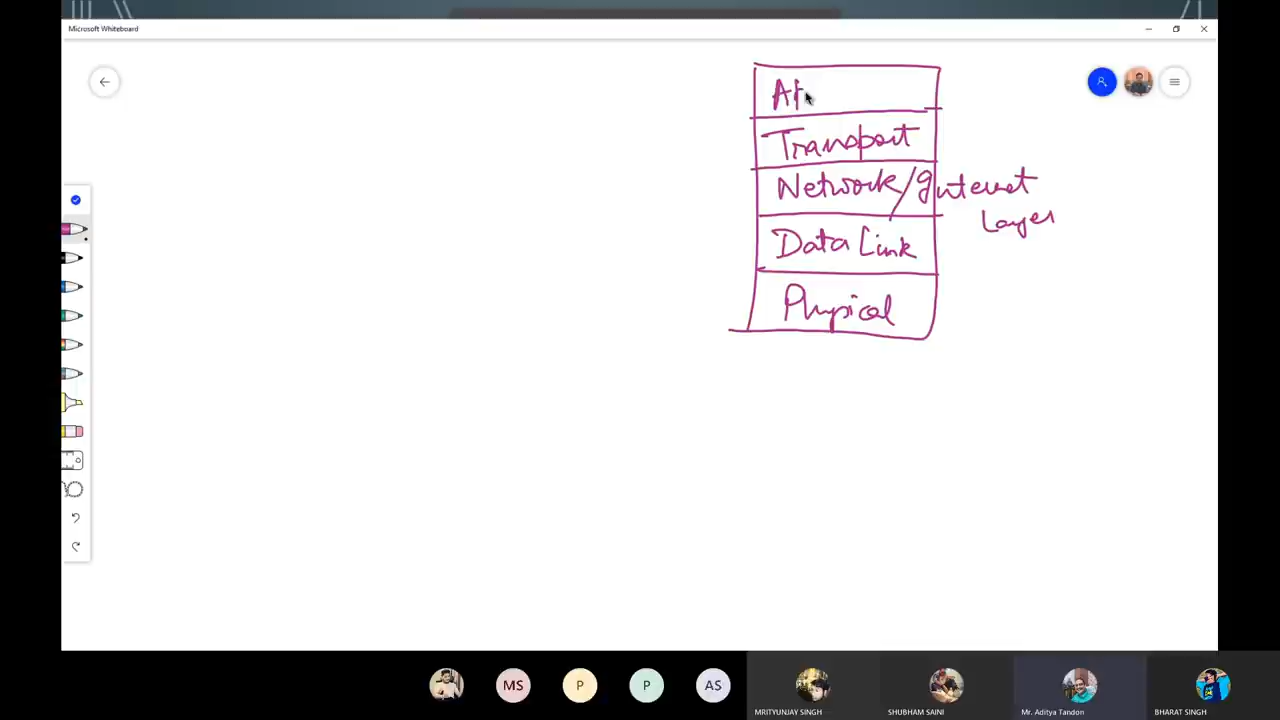 Microsoft Whiteboard
Ap
Transport
Network/Internet
Layer
Data Link
Physical
MS
P
P
AS
MRITYUNJAY SINGH
SHUBHAM SAINI
Mr. Aditya Tandon
BHARAT SINGH